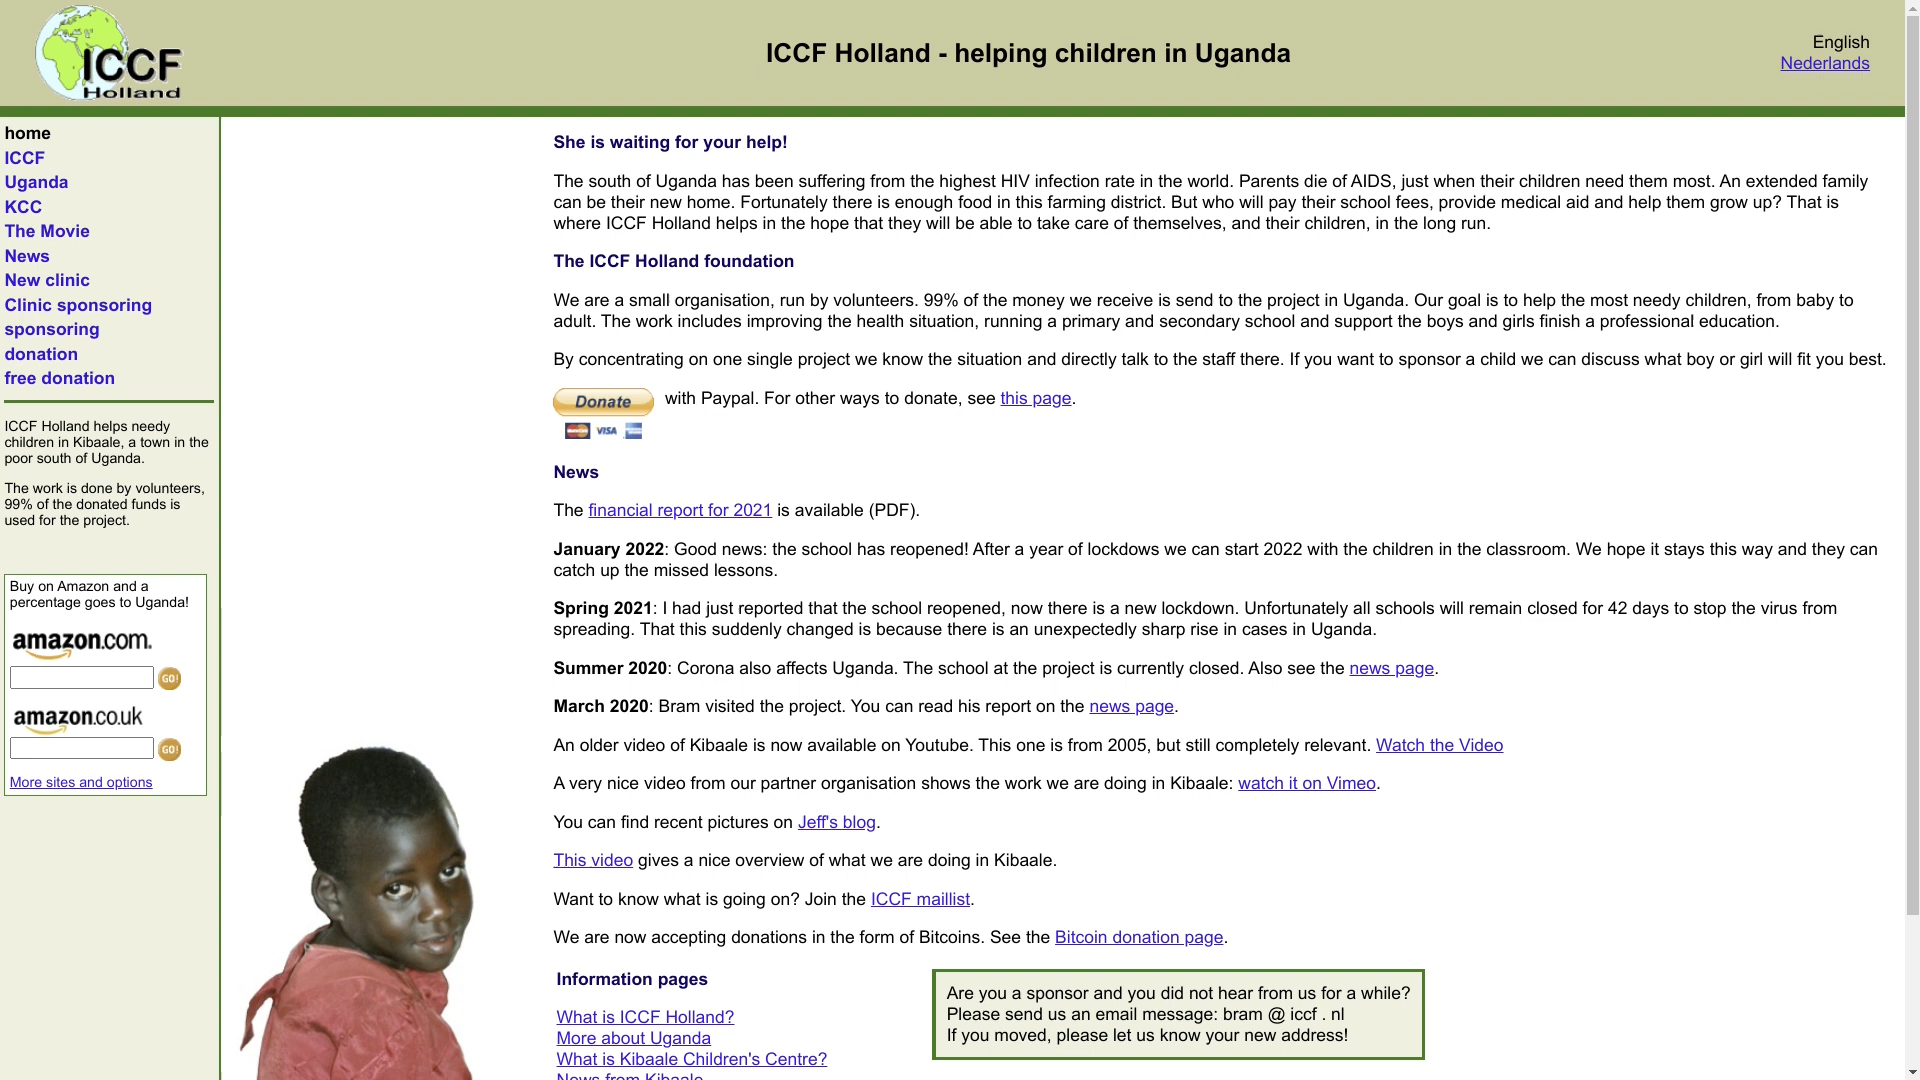 ICCF
Holland
ICCF Holland - helping children in Uganda
English
Nederlands
home
ICCF
Uganda
KCC
The Movie
News
New clinic
Clinic sponsoring
sponsoring
donation
free donation
ICCF Holland helps needy
children in Kibaale, a town in the
poor south of Uganda.
The work is done by volunteers,
99% of the donated funds is
used for the project.
Buy on Amazon and a
percentage goes to Uganda!
amazon.com.
GO!
amazon.co.uk
GO!
More sites and options
She is waiting for your help!
The south of Uganda has been suffering from the highest HIV infection rate in the world. Parents die of AIDS, just when their children need them most. An extended family
can be their new home. Fortunately there is enough food in this farming district. But who will pay their school fees, provide medical aid and help them grow up? That is
where ICCF Holland helps in the hope that they will be able to take care of themselves, and their children, in the long run.
The ICCF Holland foundation
We are a small organisation, run by volunteers. 99% of the money we receive is send to the project in Uganda. Our goal is to help the most needy children, from baby to
adult. The work includes improving the health situation, running a primary and secondary school and support the boys and girls finish a professional education.
By concentrating on one single project we know the situation and directly talk to the staff there. If you want to sponsor a child we can discuss what boy or girl will fit you best.
Donate with Paypal. For other ways to donate, see this page.
MasterCard VISA
News
The financial report for 2021 is available (PDF).
January 2022: Good news: the school has reopened! After a year of lockdows we can start 2022 with the children in the classroom. We hope it stays this way and they can
catch up the missed lessons.
Spring 2021: I had just reported that the school reopened, now there is a new lockdown. Unfortunately all schools will remain closed for 42 days to stop the virus from
spreading. That this suddenly changed is because there is an unexpectedly sharp rise in cases in Uganda.
Summer 2020: Corona also affects Uganda. The school at the project is currently closed. Also see the news page.
March 2020: Bram visited the project. You can read his report on the news page.
An older video of Kibaale is now available on Youtube. This one is from 2005, but still completely relevant. Watch the Video
A very nice video from our partner organisation shows the work we are doing in Kibaale: watch it on Vimeo.
You can find recent pictures on Jeff's blog.
This video gives a nice overview of what we are doing in Kibaale.
Want to know what is going on? Join the ICCF maillist.
We are now accepting donations in the form of Bitcoins. See the Bitcoin donation page.
Information pages
What is ICCF Holland?
More about Uganda
What is Kibaale Children's Centre?
News from Kibaale
Are you a sponsor and you did not hear from us for a while?
Please send us an email message: bram @ iccf . nl
If you moved, please let us know your new address!